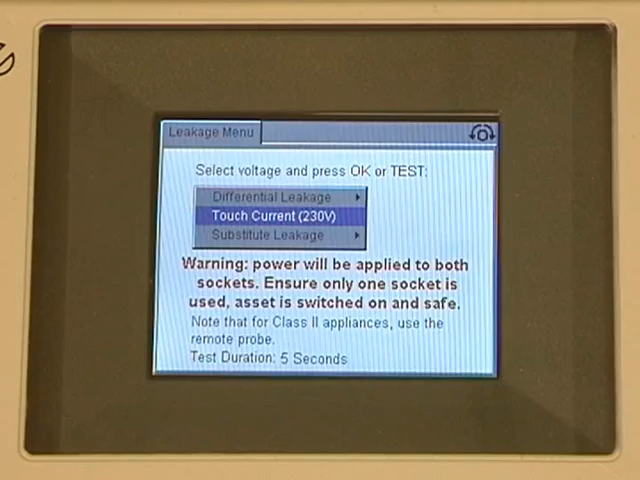 Leakage Menu
Select voltage and press OK or TEST:
Differential Leakage
Touch Current (230V)
Substitute Leakage
Warning: power will be applied to both
sockets. Ensure only one socket is
used, asset is switched on and safe.
Note that for Class II appliances, use the
remote probe.
Test Duration: 5 Seconds